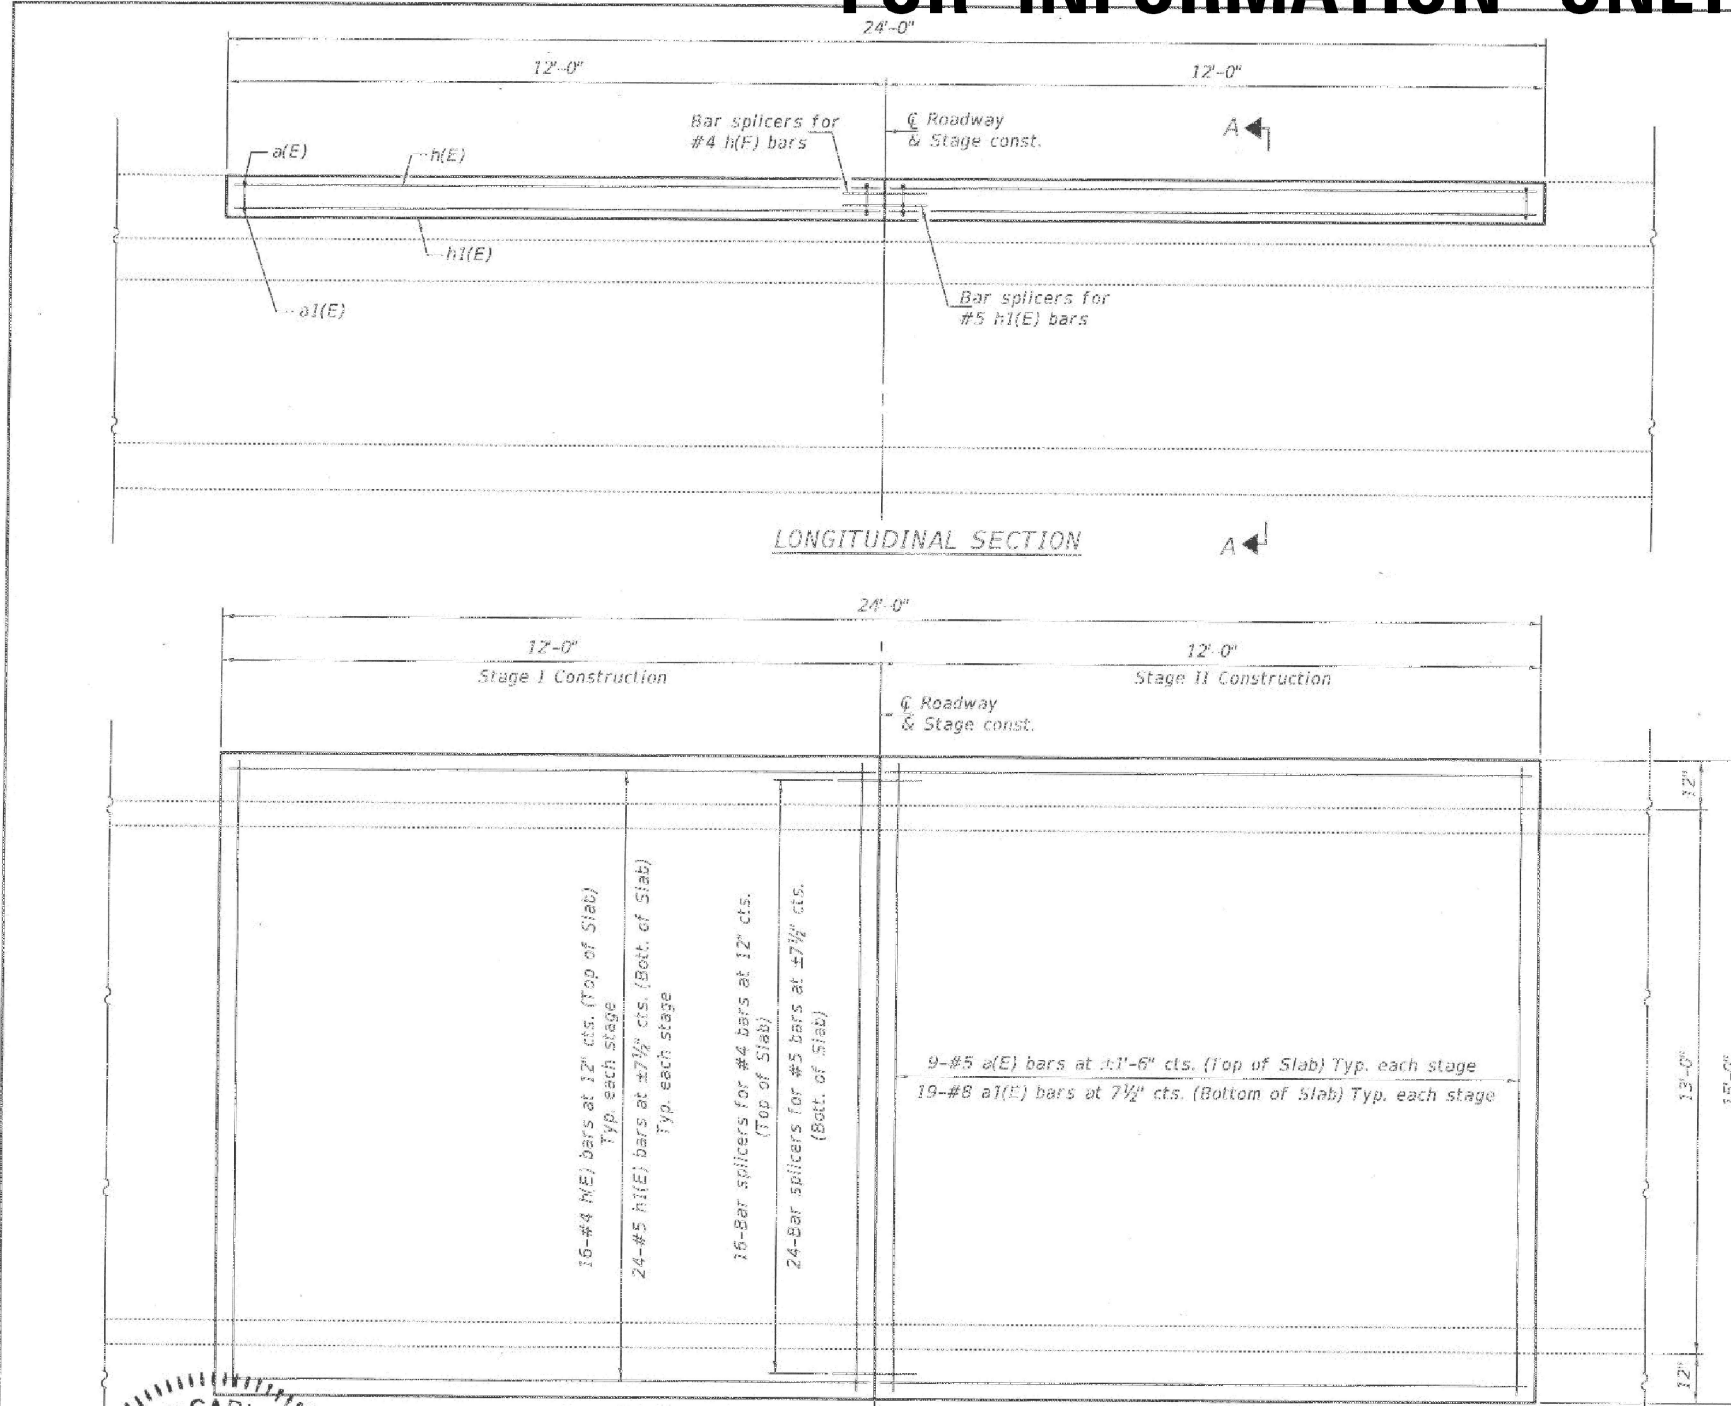 FOR INFORMATION ONLY
24'-0"
12'-0"
12'-0"
Bar splicers for
#4 h(E) bars
℄ Roadway
& Stage const.
A
a(E)
h(E)
h1(E)
a1(E)
Bar splicers for
#5 h1(E) bars
LONGITUDINAL SECTION
A
24'-0"
12'-0"
12'-0"
Stage I Construction
Stage II Construction
℄ Roadway
& Stage const.
12"
16-#4 h(E) bars at 12" cts. (Top of Slab)
Typ. each stage
24-#5 h1(E) bars at ±7½" cts. (Bott. of Slab)
Typ. each stage
16-Bar splicers for #4 bars at 12" cts.
(Top of Slab)
24-Bar splicers for #5 bars at ±7½" cts.
(Bott. of Slab)
9-#5 a(E) bars at ±1'-6" cts. (Top of Slab) Typ. each stage
19-#8 a1(E) bars at 7½" cts. (Bottom of Slab) Typ. each stage
13'-0"
15'-0"
12"